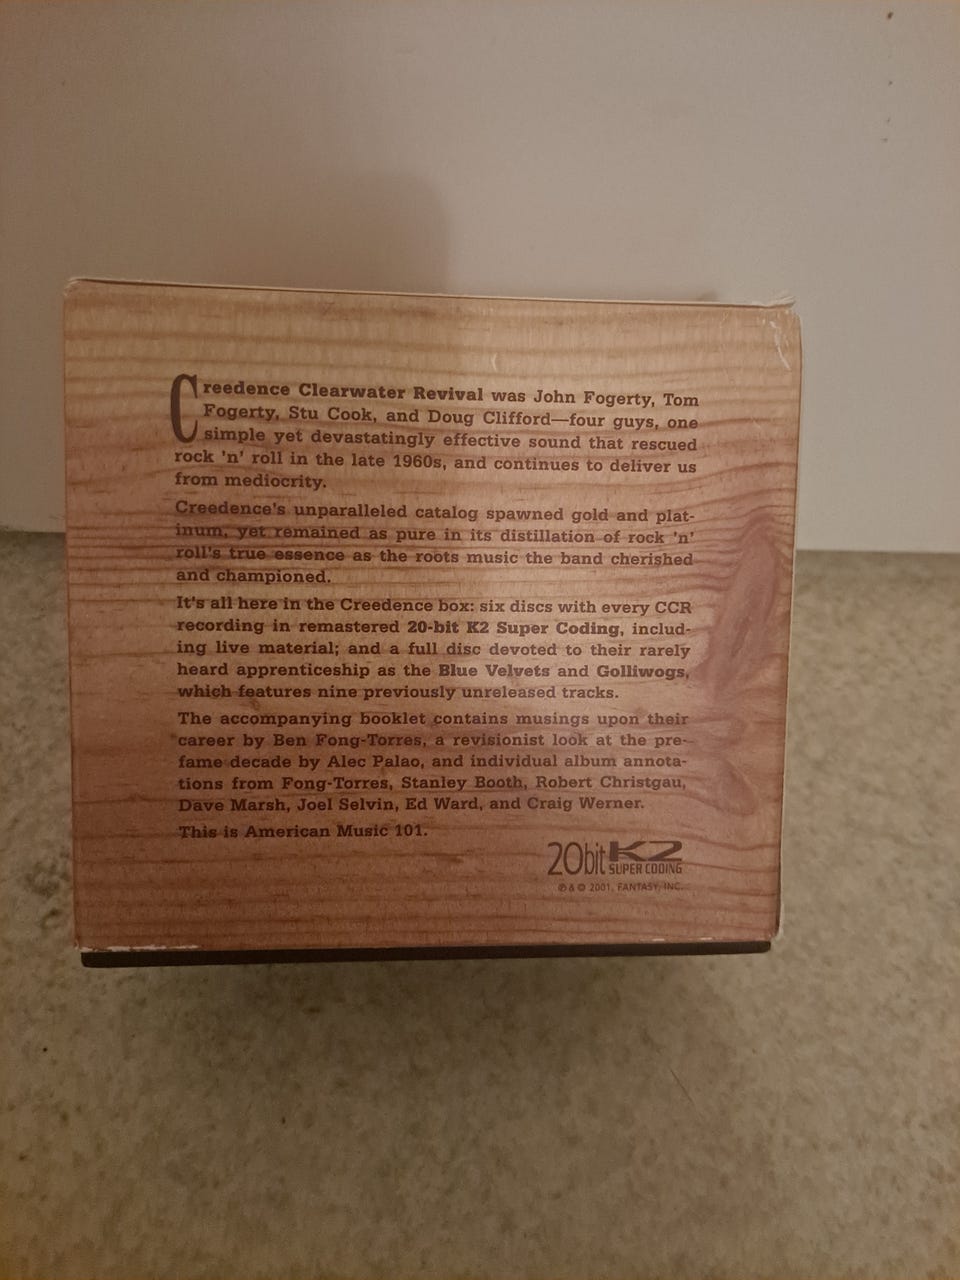 Creedence Clearwater Revival was John Fogerty, Tom
Fogerty, Stu Cook, and Doug Clifford—four guys, one
simple yet devastatingly effective sound that rescued
rock 'n' roll in the late 1960s, and continues to deliver us
from mediocrity.
Creedence's unparalleled catalog spawned gold and plat-
inum, yet remained as pure in its distillation of rock 'n'
roll's true essence as the roots music the band cherished
and championed.
It's all here in the Creedence box: six discs with every CCR
recording in remastered 20-bit K2 Super Coding, includ-
ing live material; and a full disc devoted to their rarely
heard apprenticeship as the Blue Velvets and Golliwogs,
which features nine previously unreleased tracks.
The accompanying booklet contains musings upon their
career by Ben Fong-Torres, a revisionist look at the pre-
fame decade by Alec Palao, and individual album annota-
tions from Fong-Torres, Stanley Booth, Robert Christgau,
Dave Marsh, Joel Selvin, Ed Ward, and Craig Werner.
This is American Music 101.
20bit K2
SUPER CODING
℗ & © 2001, FANTASY, INC.